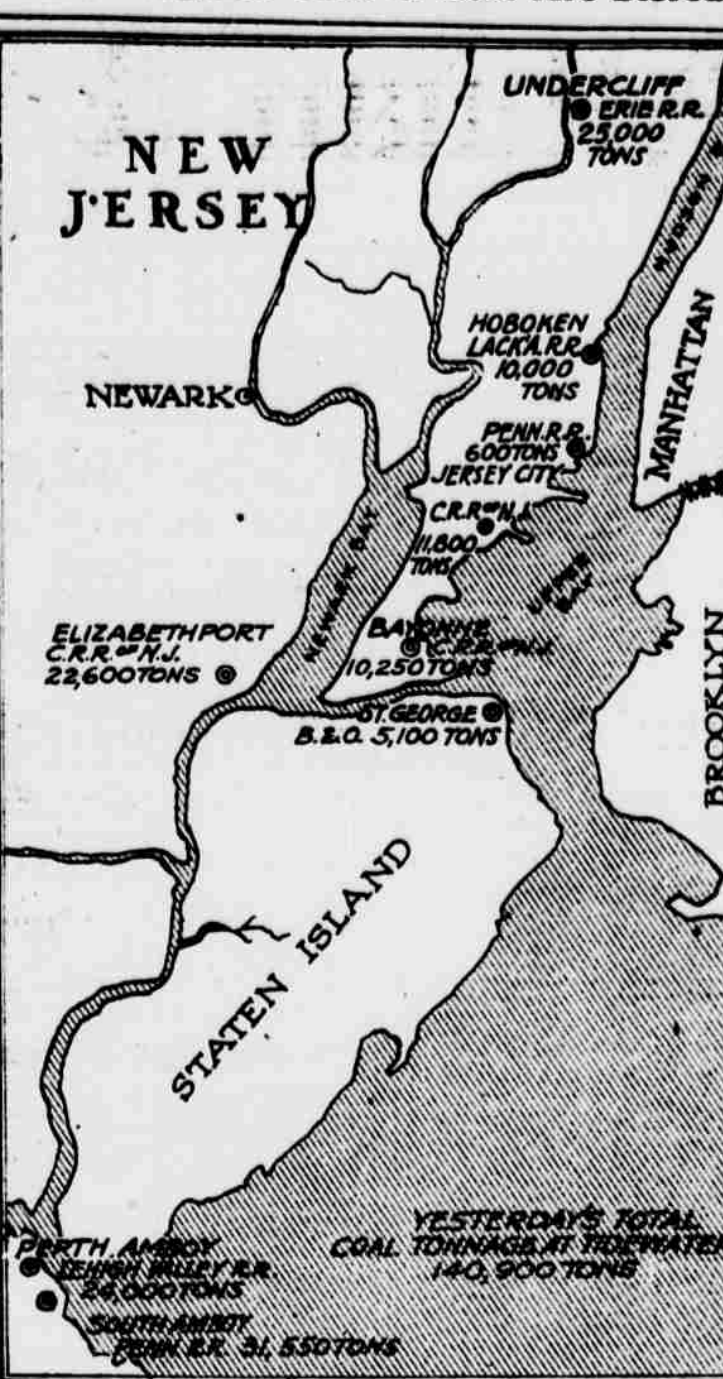 NEW
JERSEY
UNDERCLIFF
ERIE R.R.
25,000
TONS
HUDSON
HOBOKEN
LACK'A. R.R.
10,000
TONS
MANHATTAN
NEWARK
PENN. R.R.
600 TONS
JERSEY CITY
C.R.R. OF N.J.
11,800
TONS
NEWARK BAY
UPPER
BAY
ELIZABETHPORT
C.R.R. OF N.J.
22,600 TONS
BAYONNE
C.R.R. OF N.J.
10,250 TONS
ST. GEORGE
B. & O. 5,100 TONS
BROOKLYN
STATEN ISLAND
PERTH AMBOY
LEHIGH VALLEY R.R.
24,000 TONS
SOUTH AMBOY
PENN R.R. 31,550 TONS
YESTERDAY'S TOTAL
COAL TONNAGE AT TIDEWATER
140,900 TONS